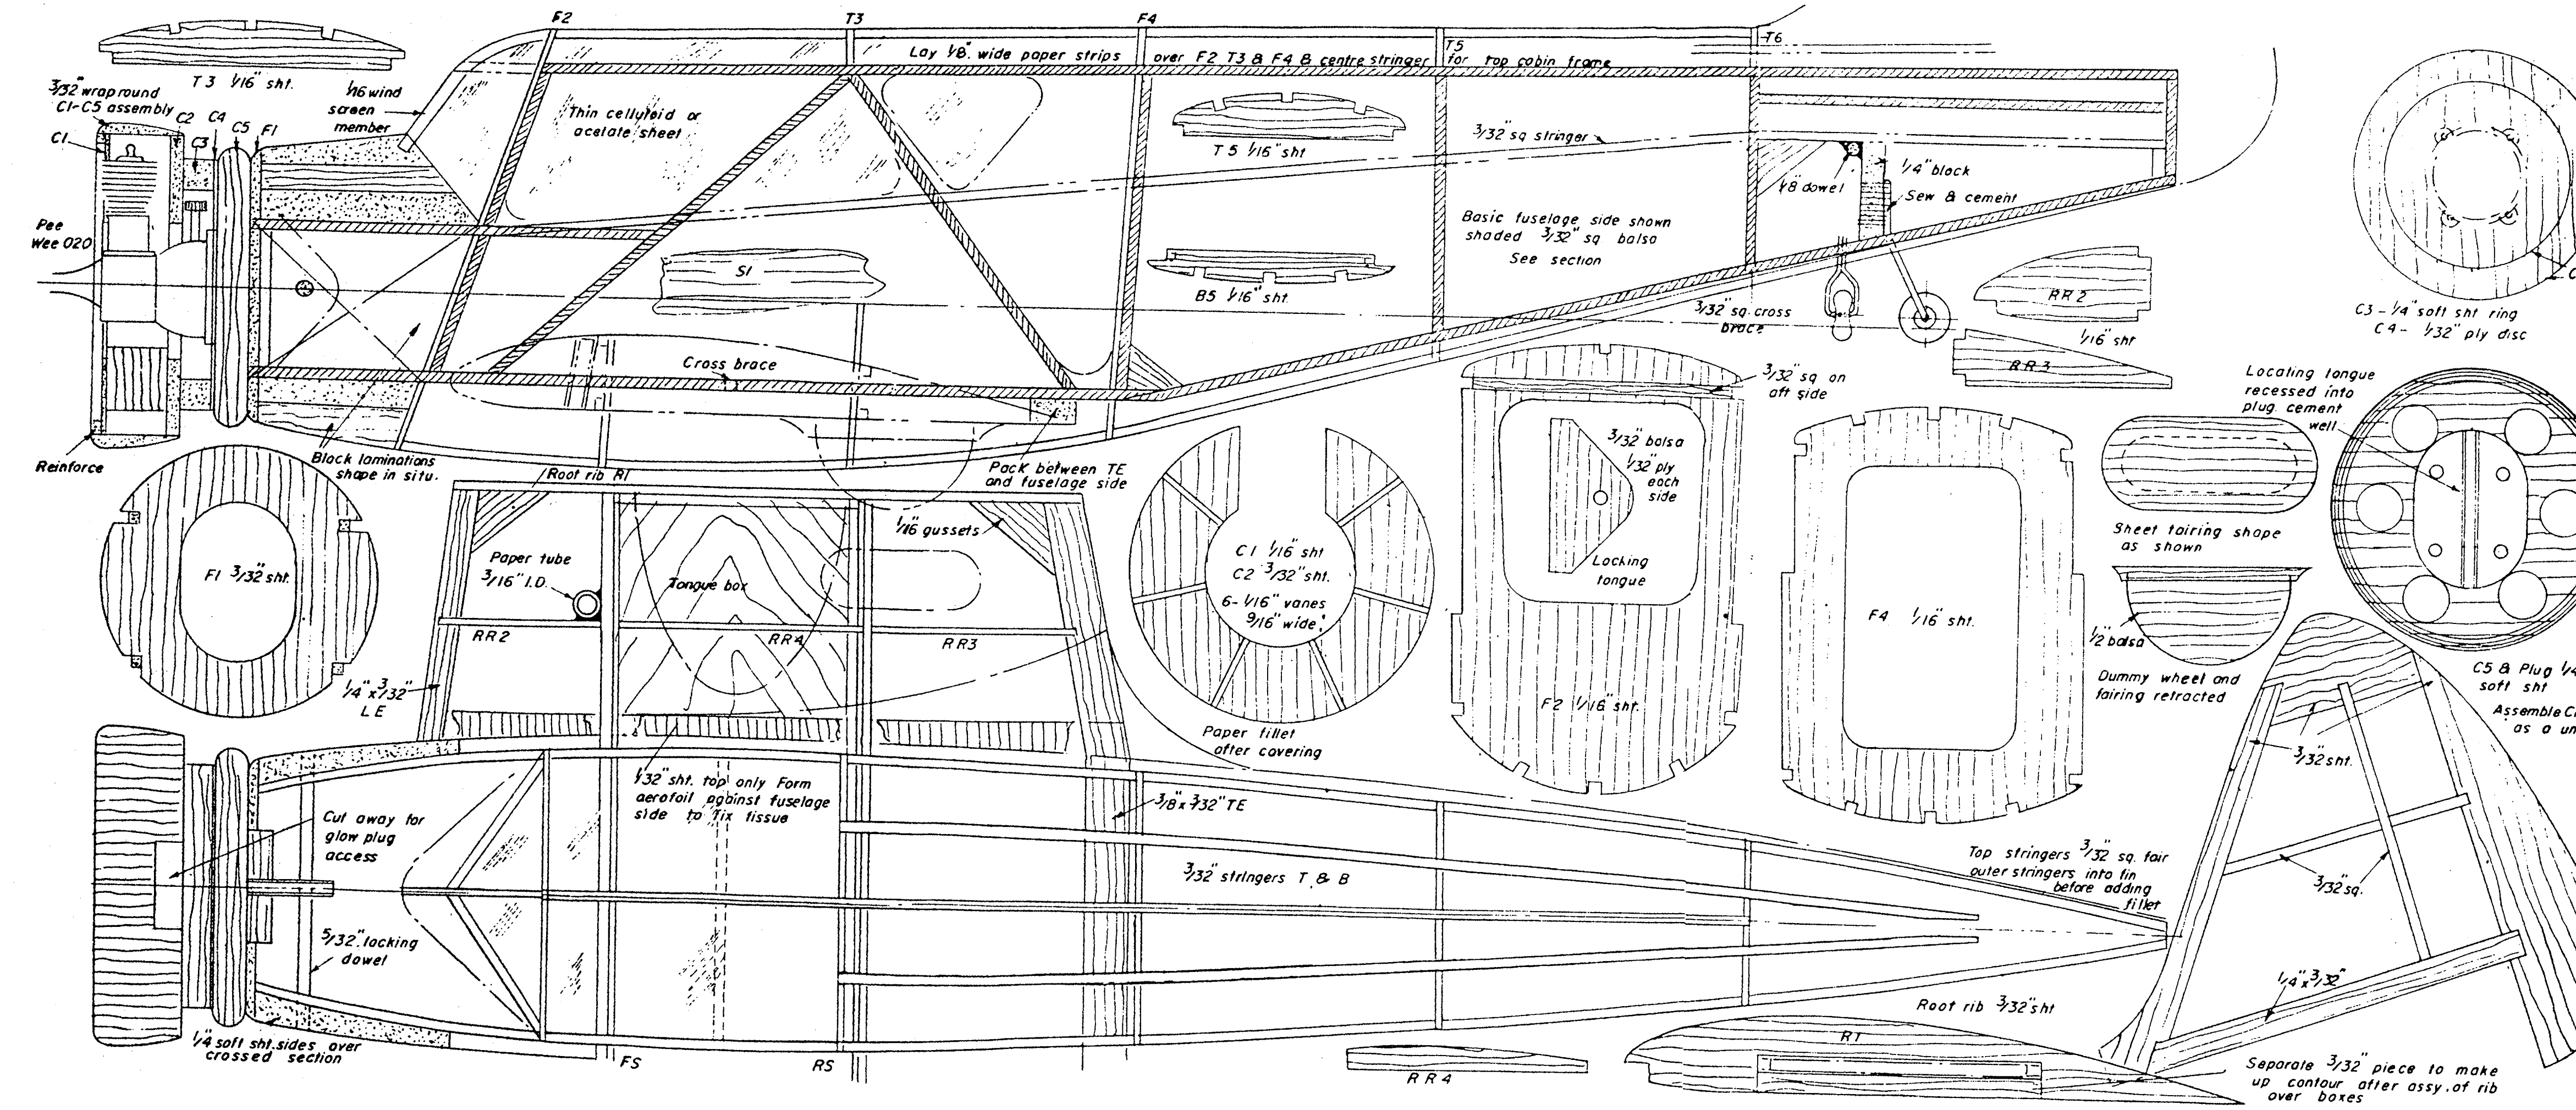 F2
T3
F4
T5
T6
Lay 1/8" wide paper strips over F2 T3 & F4 & centre stringer for top cabin frame
T3 1/16" sht.
3/32" wrap round
C1-C5 assembly
1/16 wind
screen
member
C1
C2
C3
C4
C5
F1
Thin celluloid or
acetate sheet
T5 1/16" sht
3/32" sq stringer
1/8 dowel
1/4" block
Sew & cement
Pee
Wee 020
S1
B5 1/16" sht.
Basic fuselage side shown
shaded 3/32" sq balsa
See section
3/32" sq. cross
brace
RR2
1/16" sht
RR3
C3 - 1/4" soft sht ring
C4 - 1/32" ply disc
Cross brace
Reinforce
Block laminations
shape in situ.
Root rib R1
Pack between TE
and fuselage side
3/32" sq on
aft side
Locating tongue
recessed into
plug cement
well
F1 3/32" sht.
Paper tube
3/16" I.D.
Tongue box
1/16 gussets
RR2
RR4
RR3
1/4" x 3/32"
LE
C1 1/16" sht
C2 3/32" sht.
6 - 1/16" vanes
9/16" wide.
3/32" balsa
1/32" ply
each
side
Locking
tongue
F2 1/16" sht.
F4 1/16" sht.
Sheet fairing shape
as shown
1/2" balsa
Dummy wheel and
fairing retracted
C5 & Plug 1/4
soft sht
as a
Paper fillet
after covering
1/32" sht. top only Form
aerofoil against fuselage
side to fix tissue
3/8" x 3/32" TE
Cut away for
glow plug
access
5/32" locking
dowel
1/4 soft sht. sides over
crossed section
3/32" stringers T & B
Top stringers 3/32" sq. fair
outer stringers into fin
before adding
fillet
3/32" sht.
3/32" sq.
1/4" x 3/32"
FS
RS
RR4
Root rib 3/32" sht
R1
Separate 3/32" piece to make
up contour after assy. of rib
over boxes